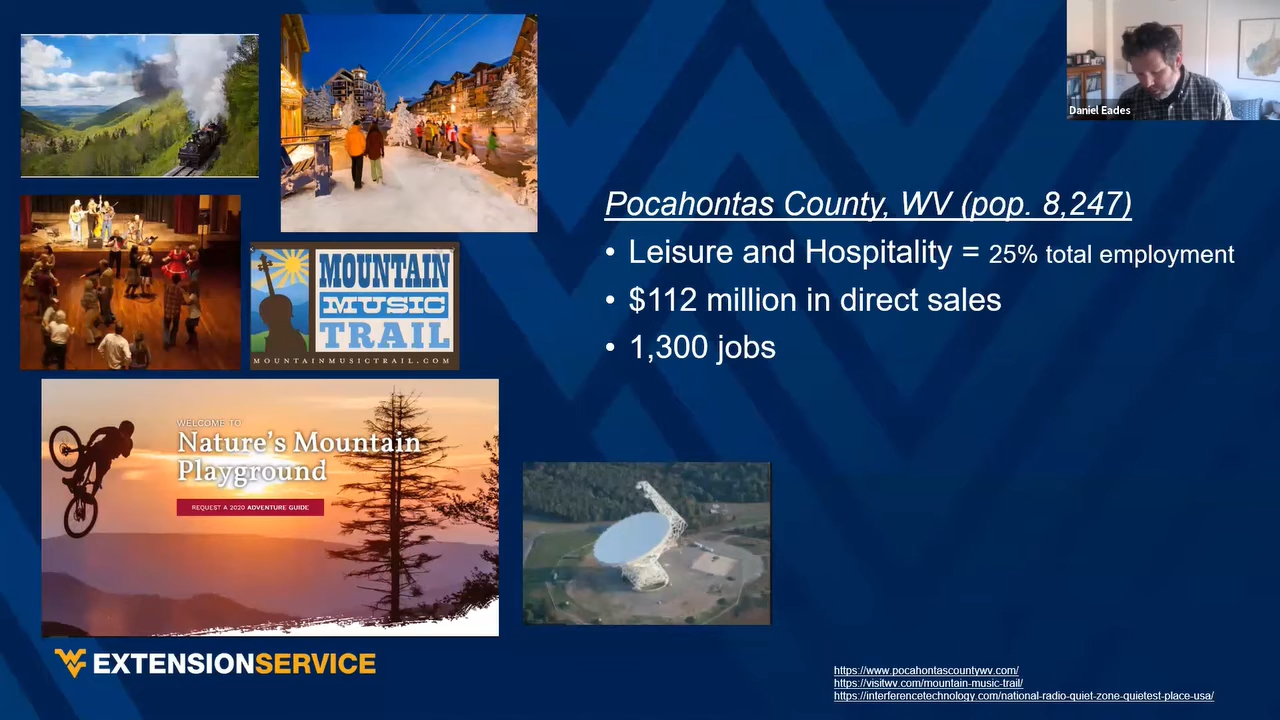 Daniel Eades
Pocahontas County, WV (pop. 8,247)
• Leisure and Hospitality = 25% total employment
• $112 million in direct sales
• 1,300 jobs
MOUNTAIN
MUSIC
TRAIL
MOUNTAINMUSICTRAIL.COM
WELCOME TO
Nature's Mountain
Playground
REQUEST A 2020 ADVENTURE GUIDE
WV EXTENSIONSERVICE
https://www.pocahontascountywv.com/
https://visitwv.com/mountain-music-trail/
https://interferencetechnology.com/national-radio-quiet-zone-quietest-place-usa/